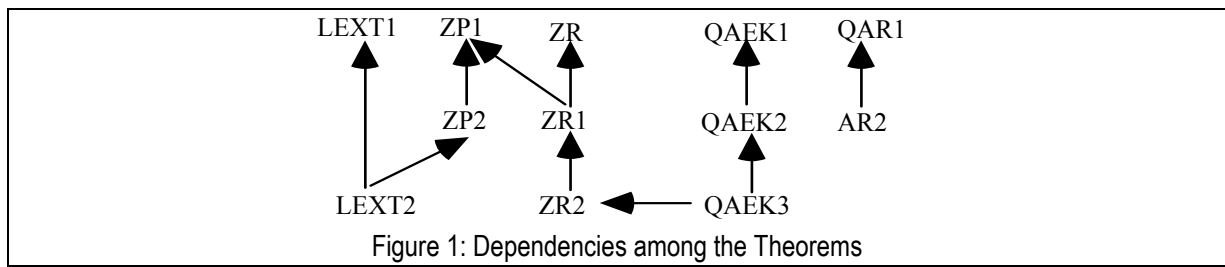 LEXT1 ZP1 ZR QAEK1 QAR1
ZP2 ZR1 QAEK2 AR2
LEXT2 ZR2 QAEK3
Figure 1: Dependencies among the Theorems